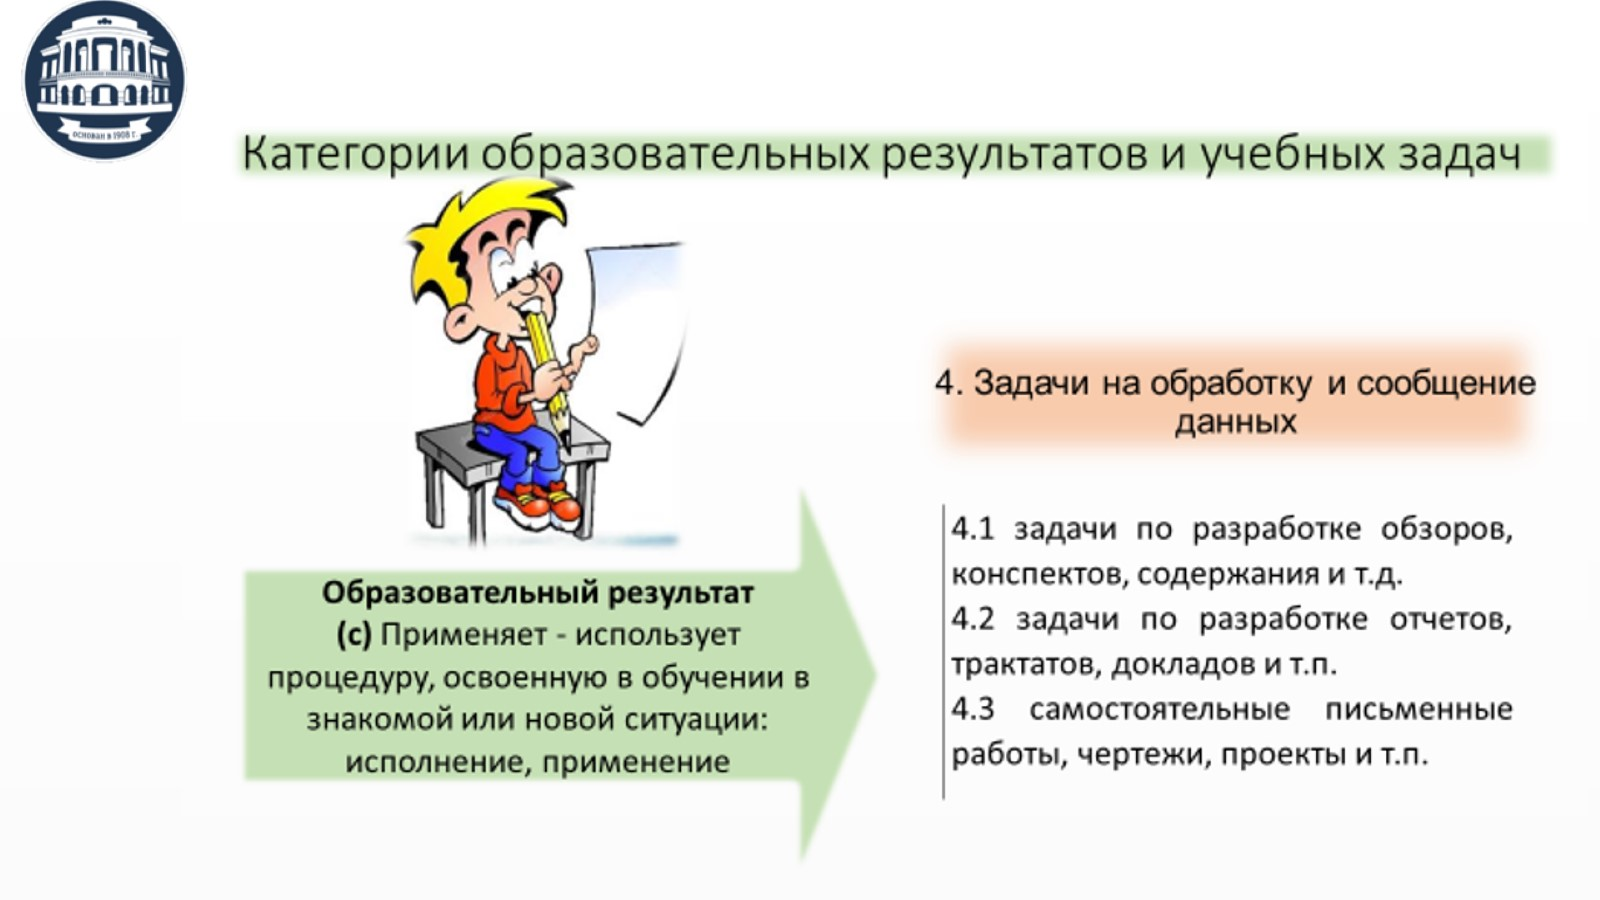 основан в 1908 г.
Категории образовательных результатов и учебных задач
4. Задачи на обработку и сообщение
данных
Образовательный результат
(с) Применяет - использует
процедуру, освоенную в обучении в
знакомой или новой ситуации:
исполнение, применение
4.1 задачи по разработке обзоров,
конспектов, содержания и т.д.
4.2 задачи по разработке отчетов,
трактатов, докладов и т.п.
4.3 самостоятельные письменные
работы, чертежи, проекты и т.п.